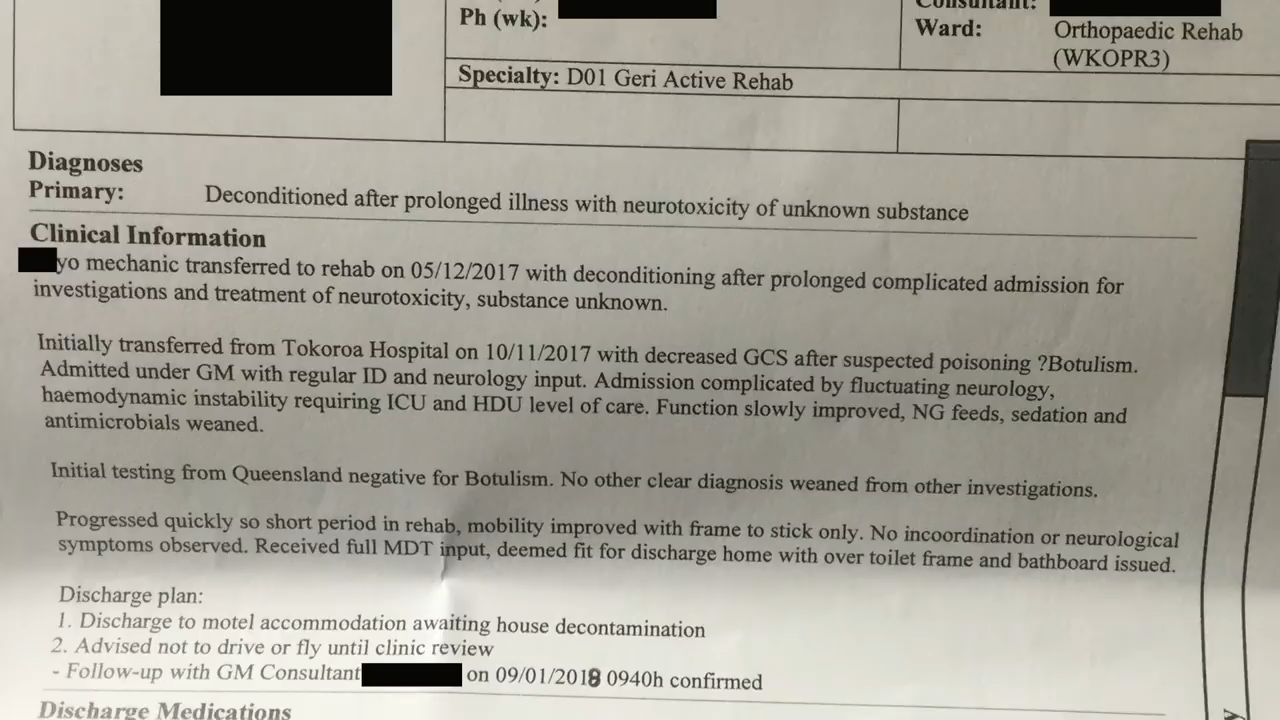 Ph (wk):
Consultant:
Ward: Orthopaedic Rehab
(WKOPR3)
Specialty: D01 Geri Active Rehab
Diagnoses
Primary: Deconditioned after prolonged illness with neurotoxicity of unknown substance
Clinical Information
yo mechanic transferred to rehab on 05/12/2017 with deconditioning after prolonged complicated admission for
investigations and treatment of neurotoxicity, substance unknown.
Initially transferred from Tokoroa Hospital on 10/11/2017 with decreased GCS after suspected poisoning ?Botulism.
Admitted under GM with regular ID and neurology input. Admission complicated by fluctuating neurology,
haemodynamic instability requiring ICU and HDU level of care. Function slowly improved, NG feeds, sedation and
antimicrobials weaned.
Initial testing from Queensland negative for Botulism. No other clear diagnosis weaned from other investigations.
Progressed quickly so short period in rehab, mobility improved with frame to stick only. No incoordination or neurological
symptoms observed. Received full MDT input, deemed fit for discharge home with over toilet frame and bathboard issued.
Discharge plan:
1. Discharge to motel accommodation awaiting house decontamination
2. Advised not to drive or fly until clinic review
- Follow-up with GM Consultant on 09/01/2018 0940h confirmed
Discharge Medications